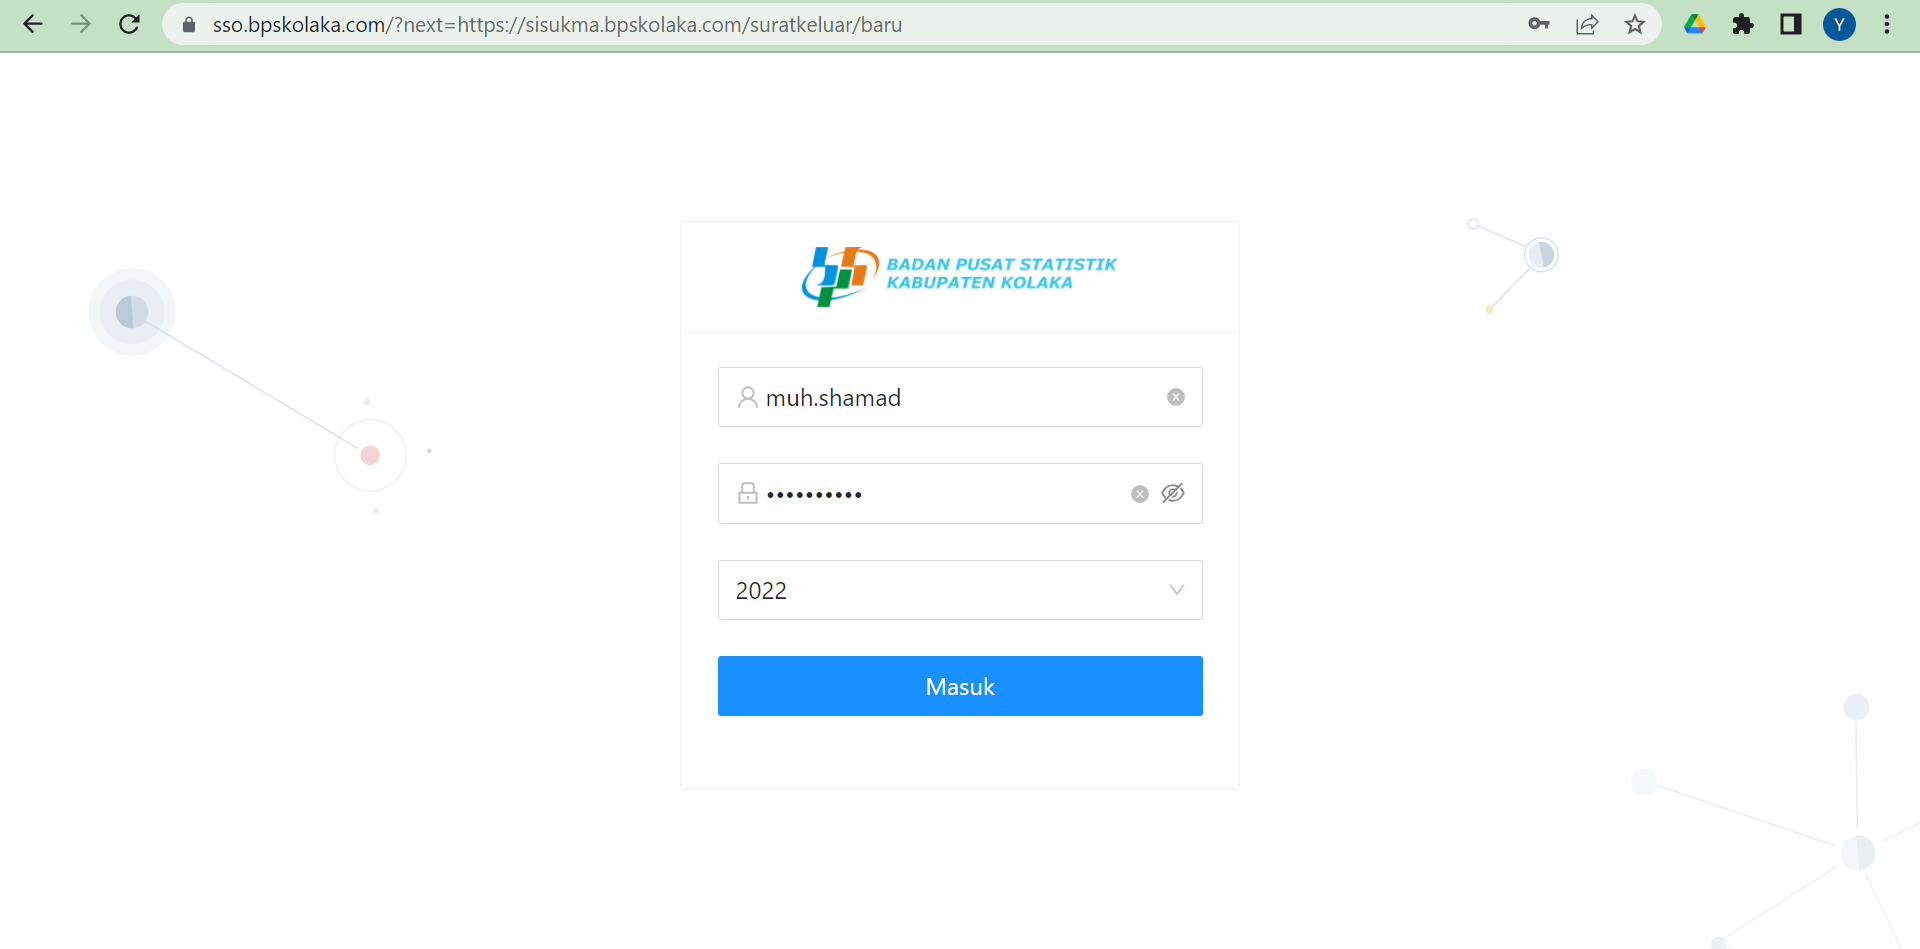 sso.bpskolaka.com/?next=https://sisukma.bpskolaka.com/suratkeluar/baru
Y
BADAN PUSAT STATISTIK
KABUPATEN KOLAKA
muh.shamad
••••••••••
2022
Masuk